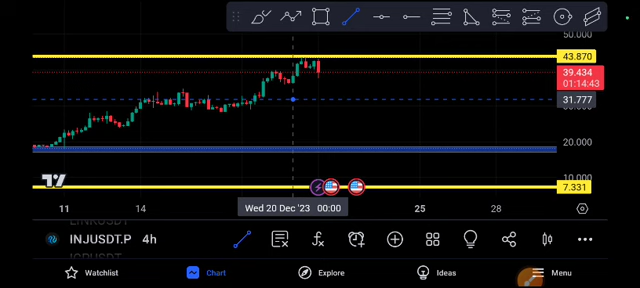 50.000
43.870
39.434
01:14:43
31.777
20.000
10.000
7.331
11 14 Wed 20 Dec '23 00:00 25 28
INJUSDT.P 4h
Watchlist Chart Explore Ideas Menu